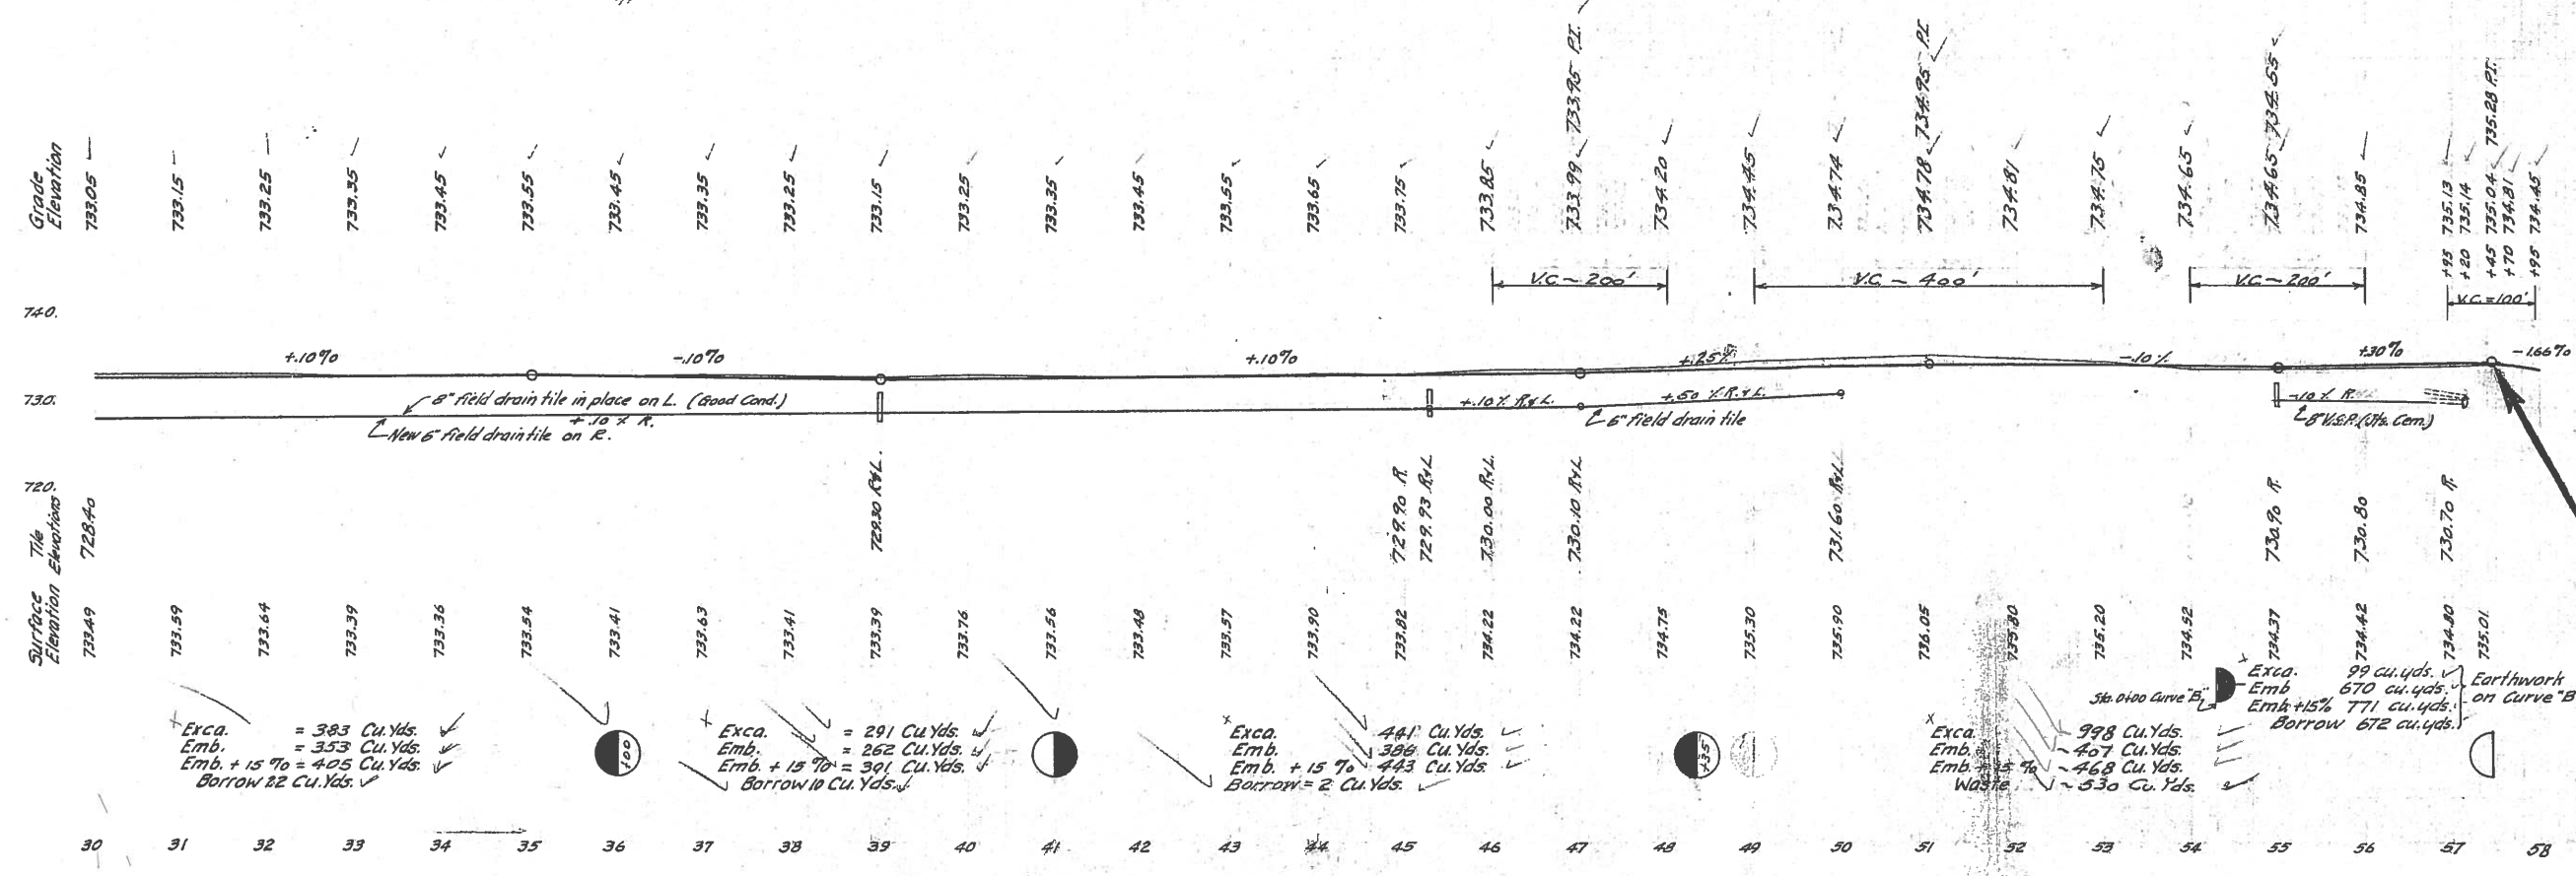 Grade
Elevation
733.05
733.15
733.25
733.35
733.45
733.55
733.45
733.35
733.25
733.15
733.25
733.35
733.45
733.55
733.65
733.75
733.85
733.99 733.95 P.I.
734.20
734.45
734.74
734.78 734.95 P.I.
734.81
734.75
734.65
734.65 734.55
734.85
+95 735.13
+20 735.14
+45 735.04 735.28 P.I.
+70 734.81
+95 734.45
V.C. ~ 200'
V.C. ~ 400'
V.C. ~ 200'
V.C. = 100'
740.
+.10% -.10% +.10% +.25% -.10% +.30% -1.66%
730.
8" Field drain tile in place on L. (Good Cond.)
+.10 % R.
New 6" field drain tile on R.
+.10% R.&L.
+.50 % R.&L.
6" Field drain tile
-.10% R.
8" V.S.P. (Jts. Cem.)
720.
Tile
Elevations
728.40
729.30 R&L.
729.90 R.
729.93 R&L.
730.00 R&L.
730.10 R&L.
731.60 R&L.
730.90 R.
730.80
730.70 R.
Surface
Elevation
733.49
733.59
733.64
733.39
733.36
733.54
733.41
733.63
733.41
733.39
733.76
733.56
733.48
733.57
733.90
733.82
734.22
734.22
734.75
735.30
735.90
736.05
735.80
735.20
734.52
734.37
734.42
734.80
735.01
Exca. = 383 Cu.Yds.
Emb. = 353 Cu.Yds.
Emb. + 15 % = 405 Cu.Yds.
Borrow 22 Cu.Yds.
+00
Exca. = 291 Cu.Yds.
Emb. = 262 Cu.Yds.
Emb. + 15 % = 301 Cu.Yds.
Borrow 10 Cu.Yds.
Exca. 441 Cu.Yds.
Emb. 386 Cu.Yds.
Emb. + 15 % 443 Cu.Yds.
Borrow = 2 Cu.Yds.
+35
Exca. 998 Cu.Yds.
Emb. ~ 407 Cu.Yds.
Emb. + 15 % ~ 468 Cu.Yds.
Waste ~ 530 Cu.Yds.
Sta. 0+00 Curve "B"
Exca. 99 cu.yds.
Emb 670 cu.yds.
Emb +15% 771 cu.yds.
Borrow 672 cu.yds.
Earthwork
on Curve "B
30 31 32 33 34 35 36 37 38 39 40 41 42 43 44 45 46 47 48 49 50 51 52 53 54 55 56 57 58